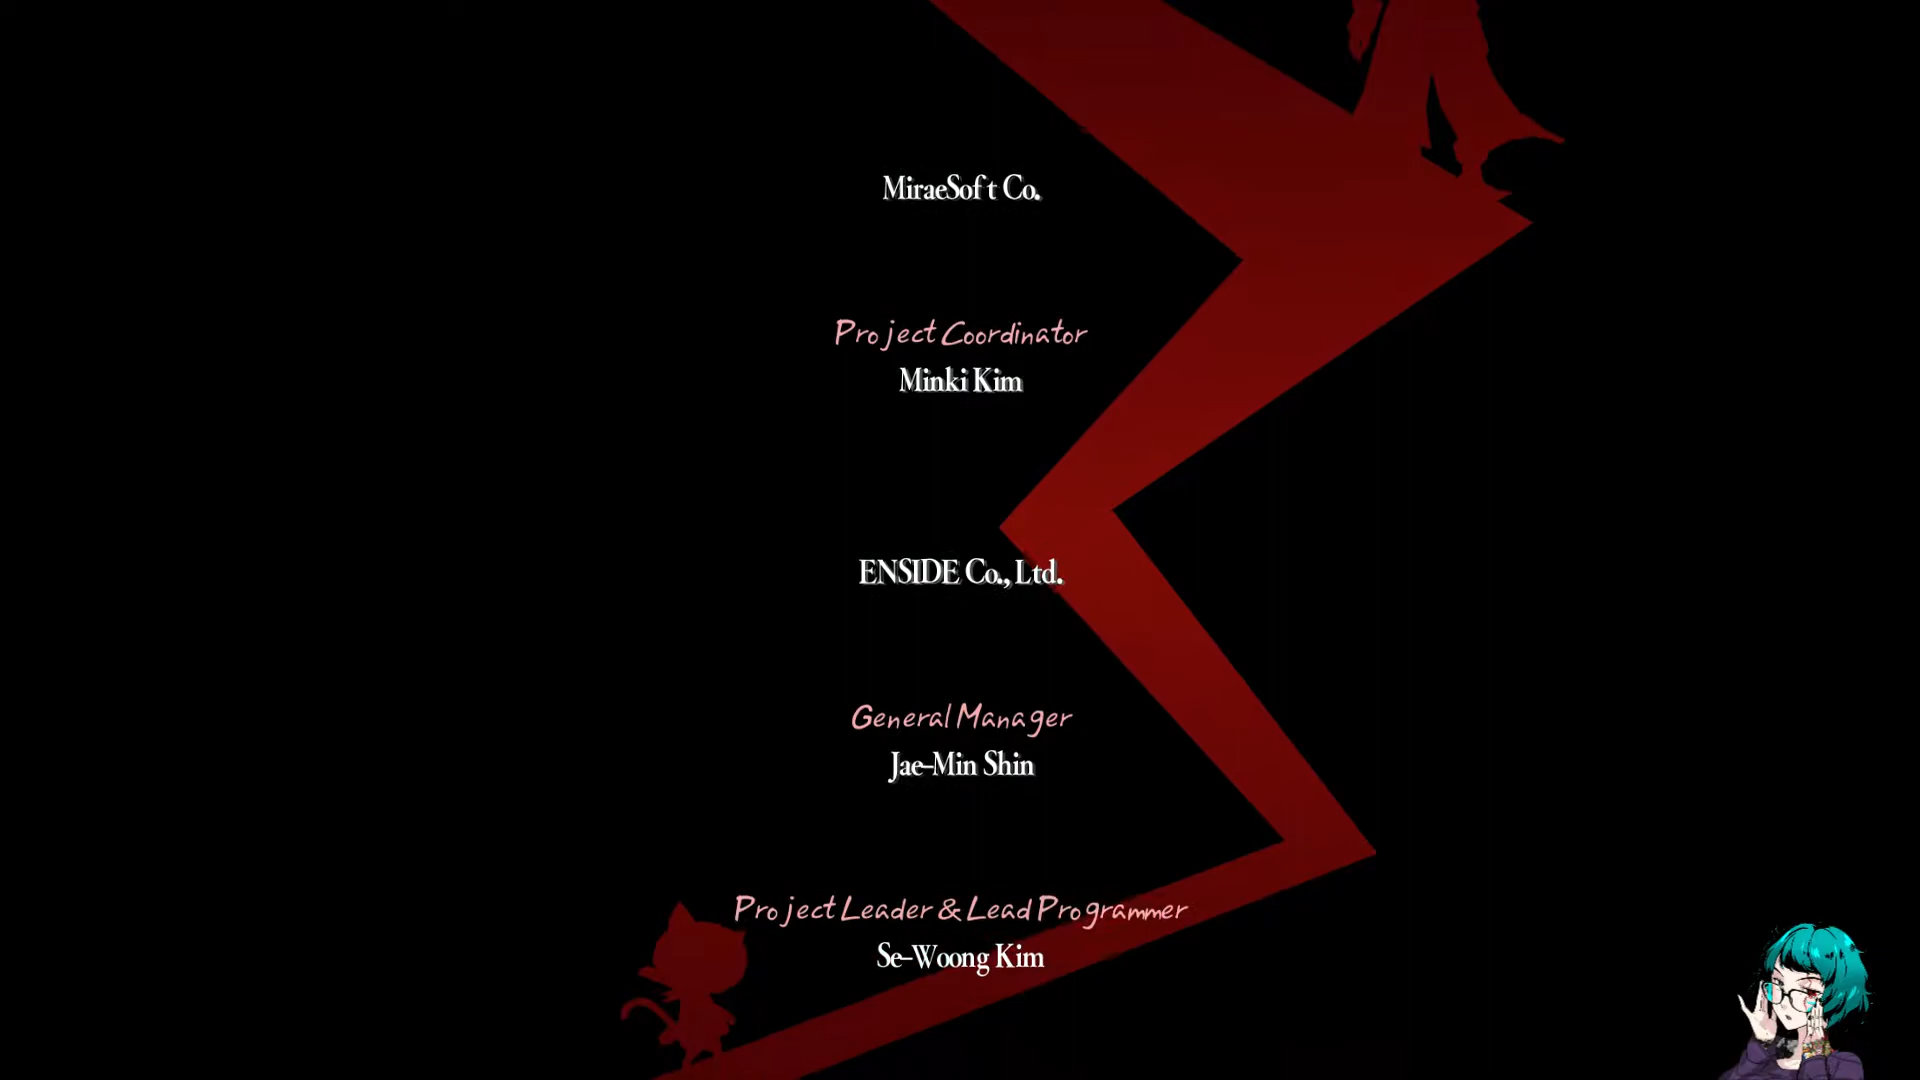 MiraeSoft Co.
Project Coordinator
Minki Kim
ENSIDE Co., Ltd.
General Manager
Jae-Min Shin
Project Leader & Lead Programmer
Se-Woong Kim